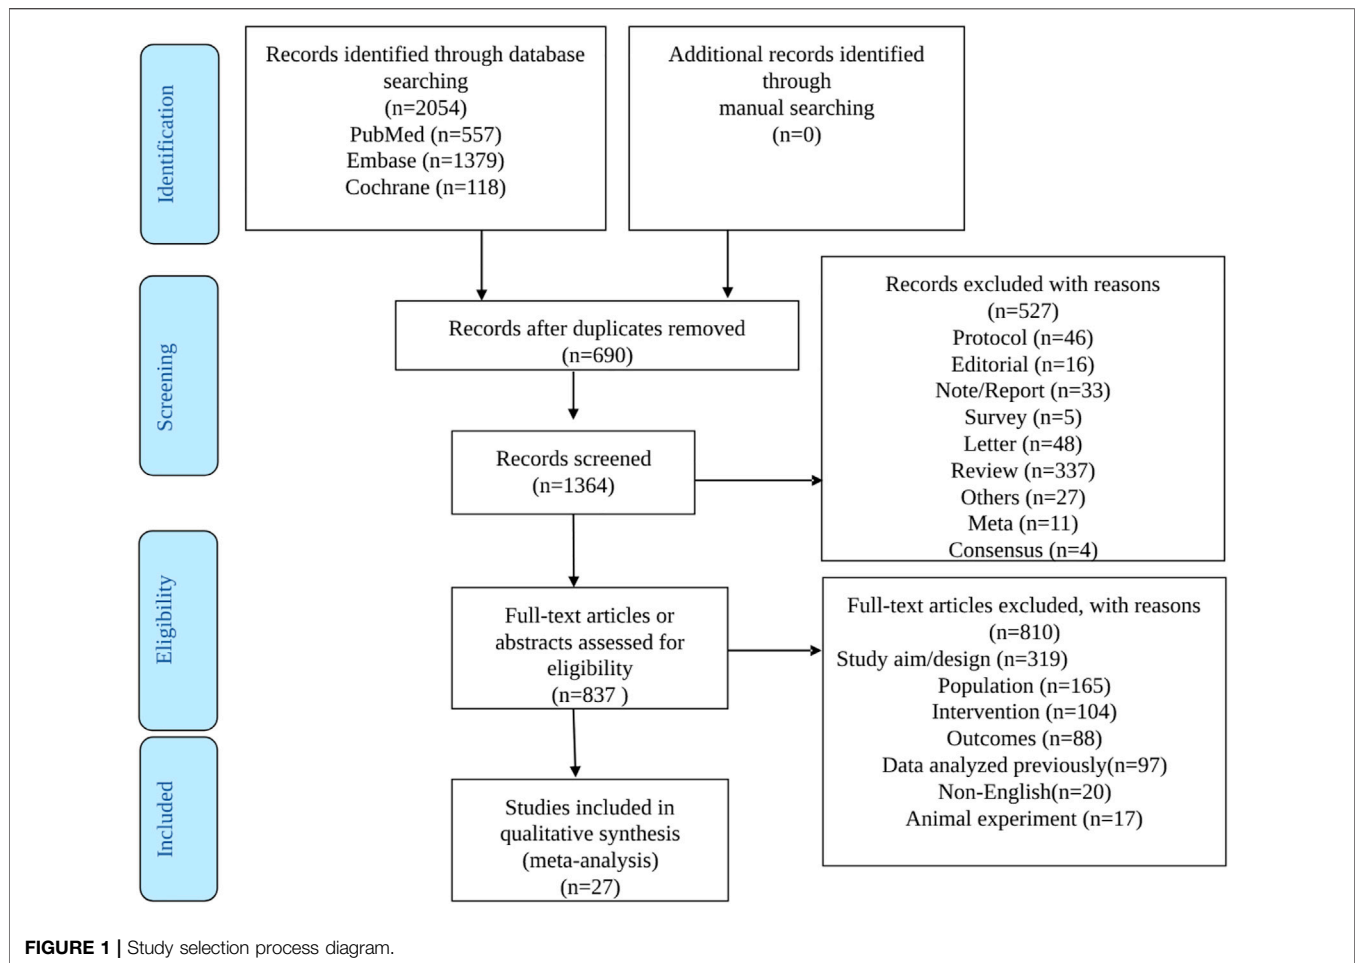 Identification
Records identified through database
searching
(n=2054)
PubMed (n=557)
Embase (n=1379)
Cochrane (n=118)
Additional records identified
through
manual searching
(n=0)
Screening
Records after duplicates removed
(n=690)
Records screened
(n=1364)
Records excluded with reasons
(n=527)
Protocol (n=46)
Editorial (n=16)
Note/Report (n=33)
Survey (n=5)
Letter (n=48)
Review (n=337)
Others (n=27)
Meta (n=11)
Consensus (n=4)
Eligibility
Full-text articles or
abstracts assessed for
eligibility
(n=837 )
Full-text articles excluded, with reasons
(n=810)
Study aim/design (n=319)
Population (n=165)
Intervention (n=104)
Outcomes (n=88)
Data analyzed previously(n=97)
Non-English(n=20)
Animal experiment (n=17)
Included
Studies included in
qualitative synthesis
(meta-analysis)
(n=27)
FIGURE 1 | Study selection process diagram.